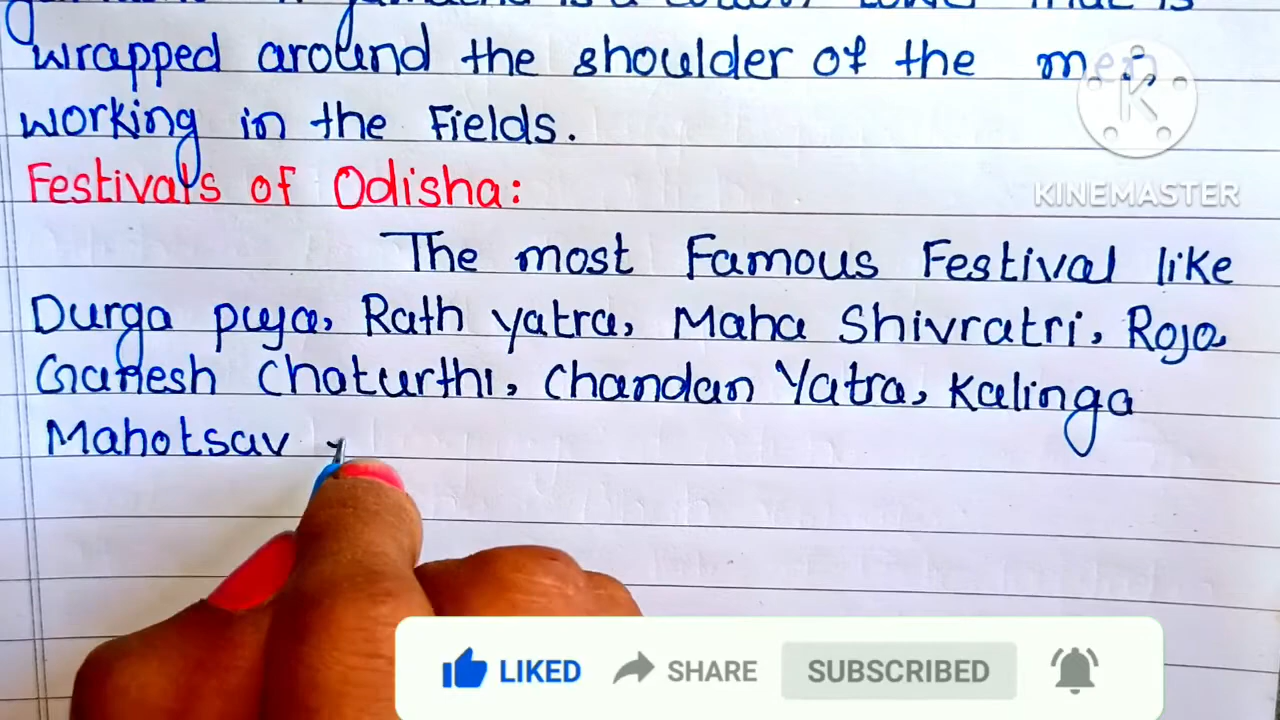 wrapped around the shoulder of the men
working in the Fields.
Festivals of Odisha:
The most Famous Festival like
Durga puja, Rath yatra, Maha Shivratri, Roja,
Ganesh Chaturthi, Chandan Yatra, Kalinga
Mahotsav
KINEMASTER
LIKED SHARE SUBSCRIBED